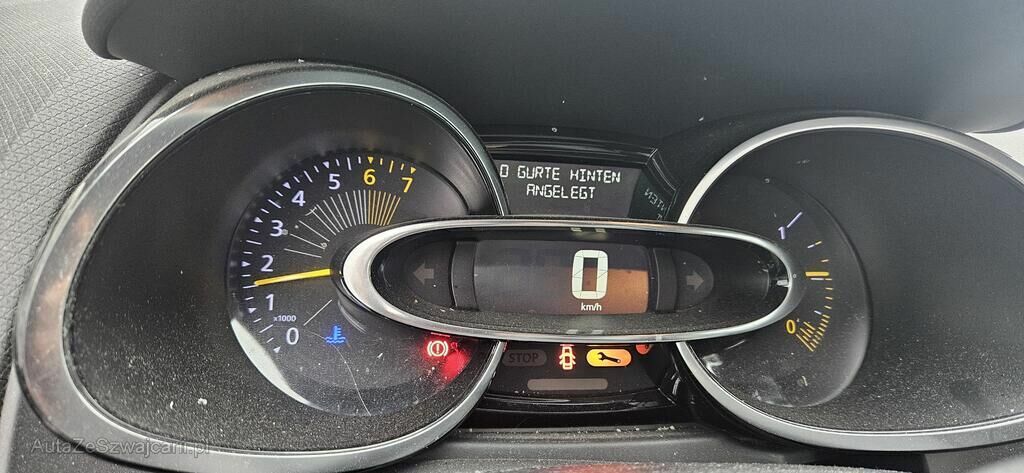 0 GURTE HINTEN
ANGELEGT
7
6
5
4
3
2
1
x1000
0
0
km/h
1
0
STOP
AutaZeSzwajcarii.pl